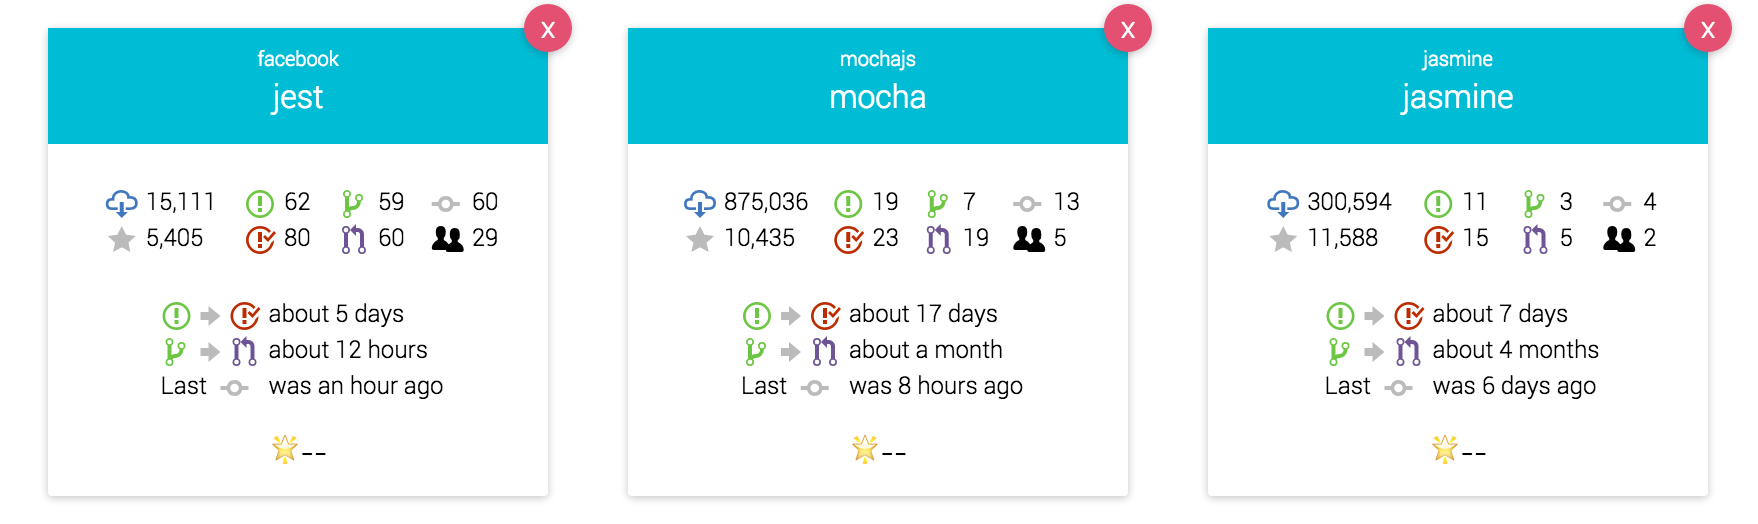 x
facebook
jest
15,111 62 59 60
5,405 80 60 29
about 5 days
about 12 hours
Last was an hour ago
--
x
mochajs
mocha
875,036 19 7 13
10,435 23 19 5
about 17 days
about a month
Last was 8 hours ago
--
x
jasmine
jasmine
300,594 11 3 4
11,588 15 5 2
about 7 days
about 4 months
Last was 6 days ago
--